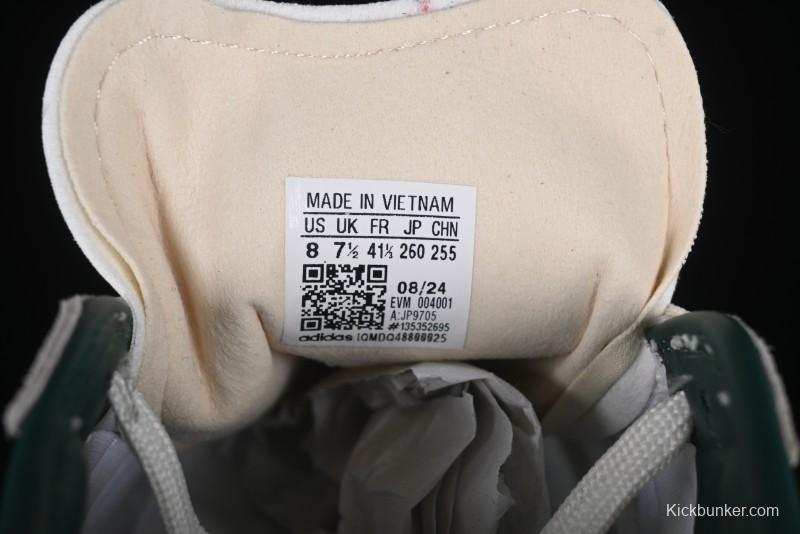 MADE IN VIETNAM
US UK FR JP CHN
8 7½ 41⅓ 260 255
08/24
EVM 004001
A:JP9705
#135352695
adidas IQMDQ48800025
Kickbunker.com